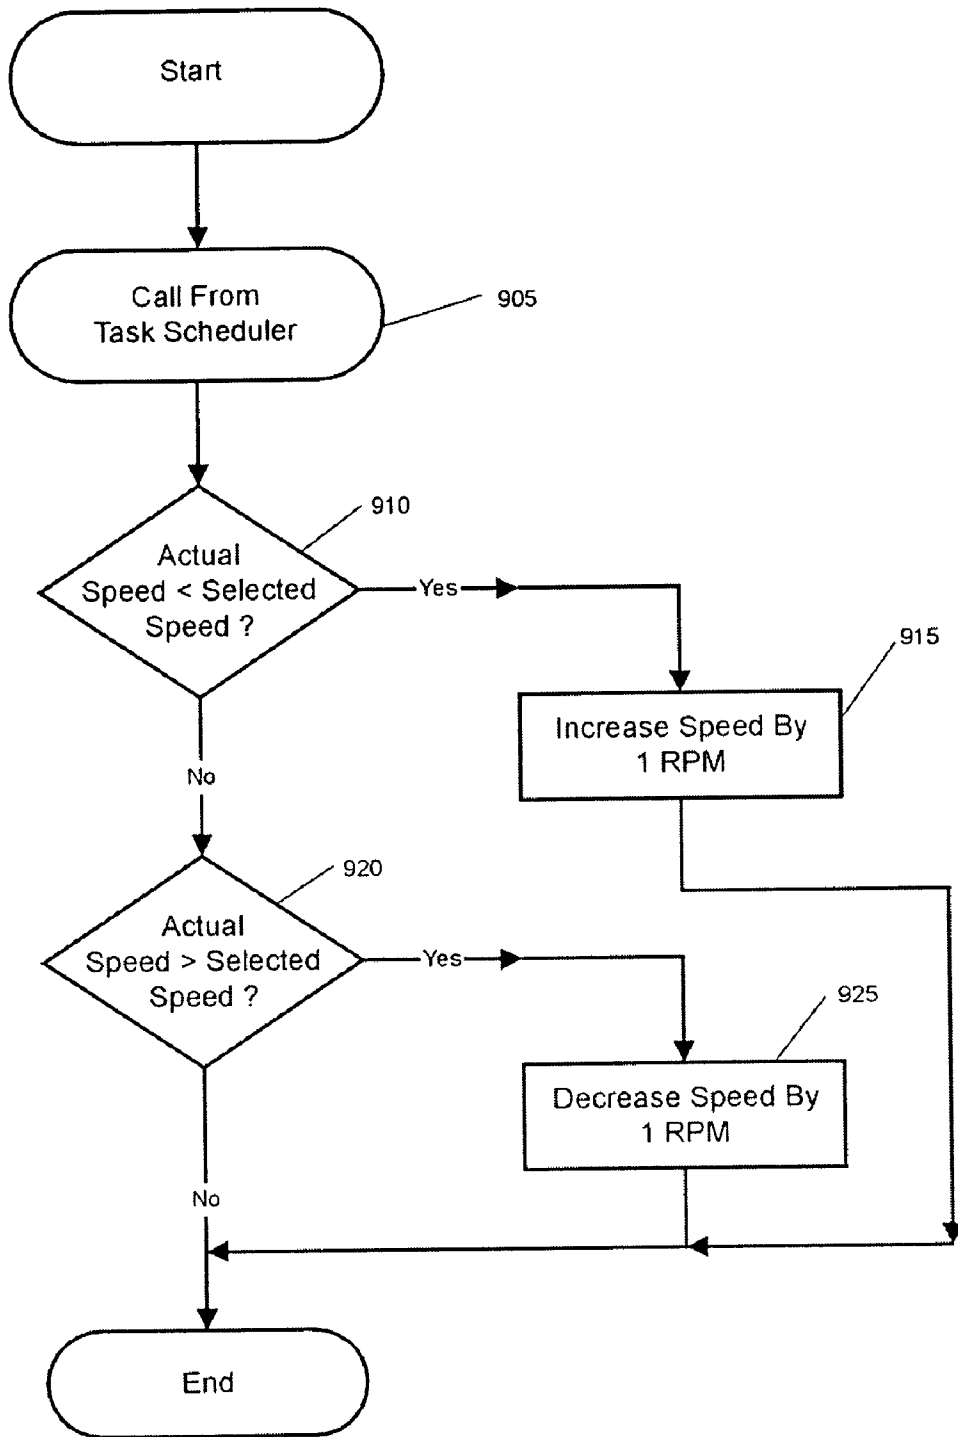 Start
Call From
Task Scheduler
905
910
Actual
Speed < Selected
Speed ?
Yes
915
Increase Speed By
1 RPM
No
920
Actual
Speed > Selected
Speed ?
Yes
925
Decrease Speed By
1 RPM
No
End